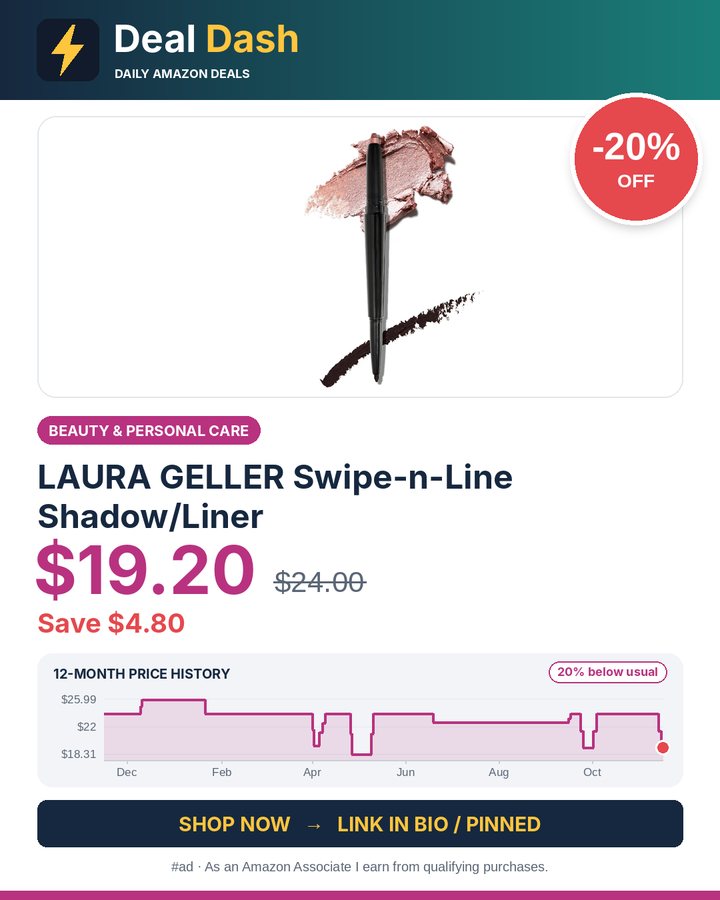 Deal Dash
DAILY AMAZON DEALS
-20%
OFF
BEAUTY & PERSONAL CARE
LAURA GELLER Swipe-n-Line
Shadow/Liner
$19.20 $24.00
Save $4.80
12-MONTH PRICE HISTORY
20% below usual
$25.99
$22
$18.31
Dec Feb Apr Jun Aug Oct
SHOP NOW → LINK IN BIO / PINNED
#ad · As an Amazon Associate I earn from qualifying purchases.